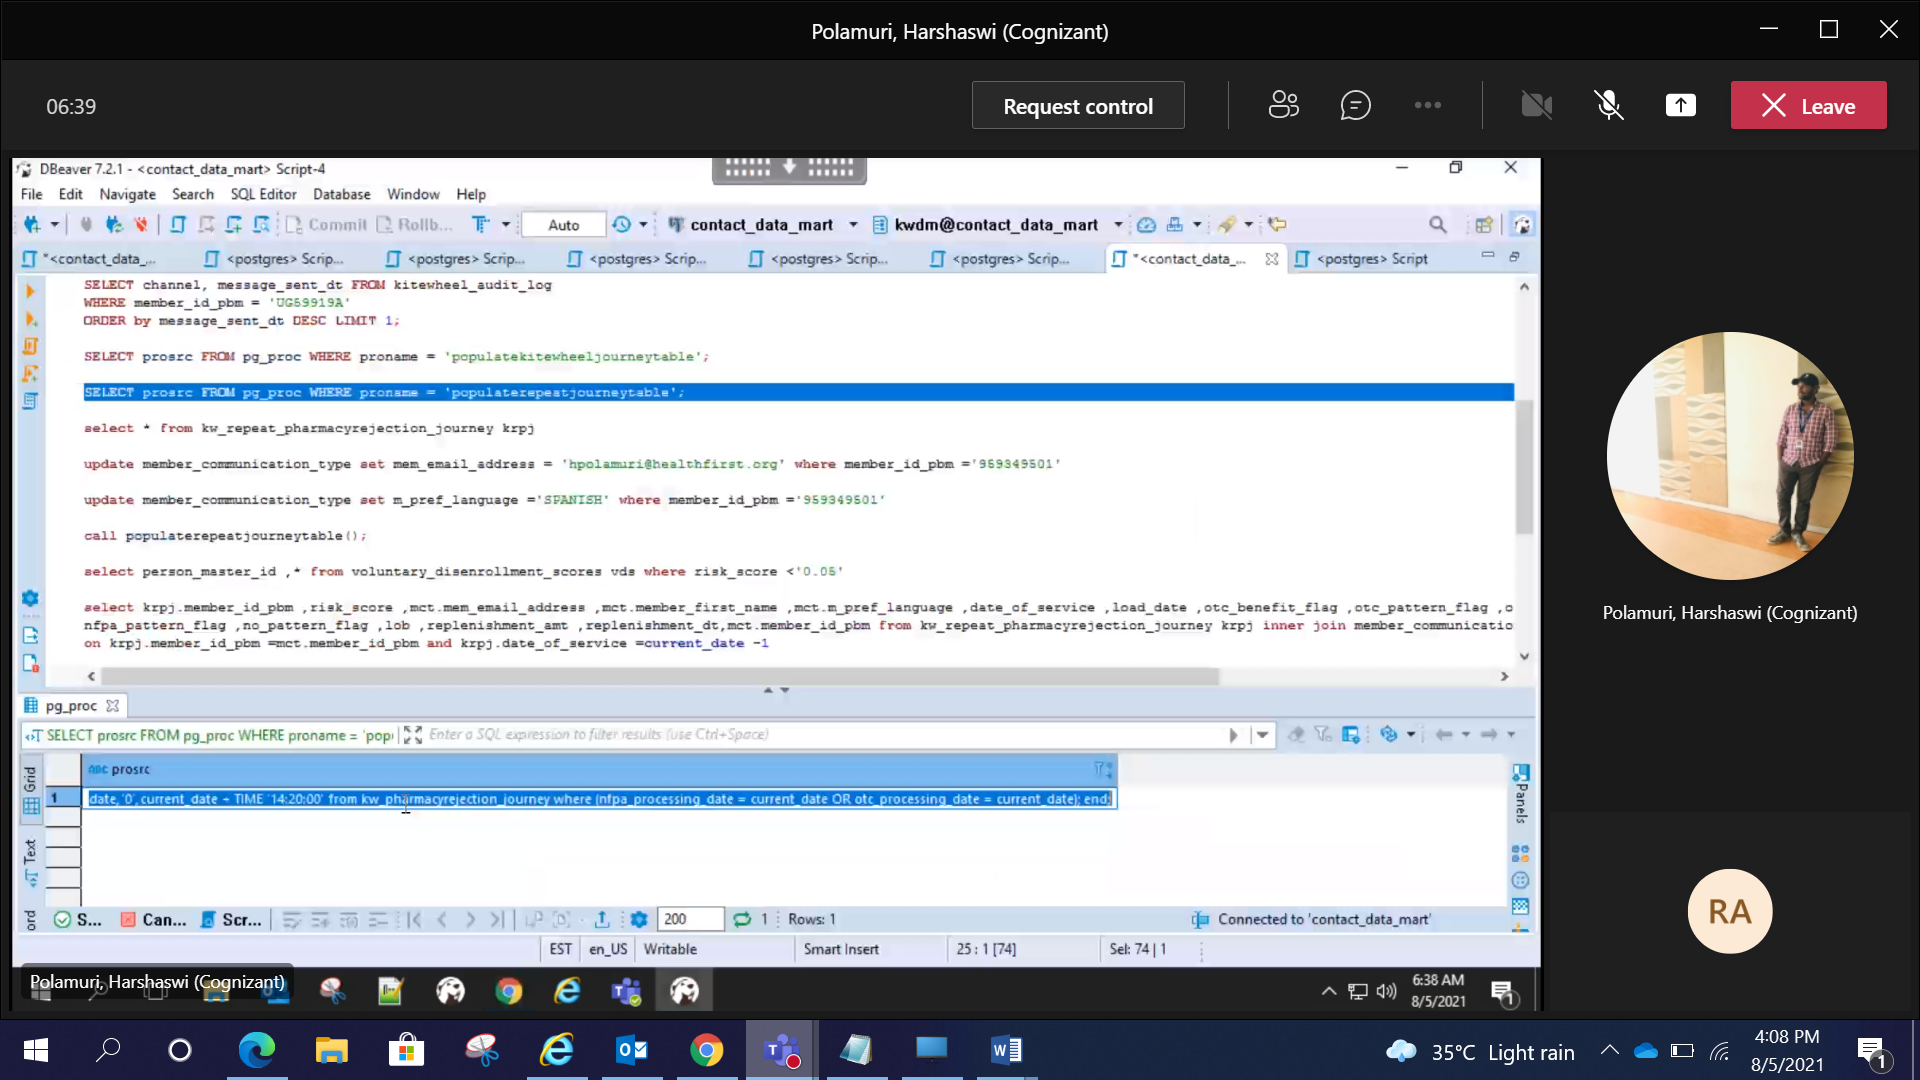 Polamuri, Harshaswi (Cognizant)
06:39
Request control
Leave
DBeaver 7.2.1 - <contact_data_mart> Script-4
File Edit Navigate Search SQL Editor Database Window Help
Commit Rollb... Auto contact_data_mart kwdm@contact_data_mart
*<contact_data_... <postgres> Scrip... <postgres> Scrip... <postgres> Scrip... <postgres> Scrip... <postgres> Scrip... *<contact_data_... <postgres> Script
SELECT channel, message_sent_dt FROM kitewheel_audit_log
WHERE member_id_pbm = 'UG59919A'
ORDER by message_sent_dt DESC LIMIT 1;
SELECT prosrc FROM pg_proc WHERE proname = 'populatekitewheeljourneytable';
SELECT prosrc FROM pg_proc WHERE proname = 'populaterepeatjourneytable';
select * from kw_repeat_pharmacyrejection_journey krpj
update member_communication_type set mem_email_address = 'hpolamuri@healthfirst.org' where member_id_pbm ='959349501'
update member_communication_type set m_pref_language ='SPANISH' where member_id_pbm ='959349501'
call populaterepeatjourneytable();
select person_master_id ,* from voluntary_disenrollment_scores vds where risk_score <'0.05'
select krpj.member_id_pbm ,risk_score ,mct.mem_email_address ,mct.member_first_name ,mct.m_pref_language ,date_of_service ,load_date ,otc_benefit_flag ,otc_pattern_flag ,o
nfpa_pattern_flag ,no_pattern_flag ,lob ,replenishment_amt ,replenishment_dt,mct.member_id_pbm from kw_repeat_pharmacyrejection_journey krpj inner join member_communicatio
on krpj.member_id_pbm =mct.member_id_pbm and krpj.date_of_service =current_date -1
pg_proc
SELECT prosrc FROM pg_proc WHERE proname = 'popu Enter a SQL expression to filter results (use Ctrl+Space)
Grid
Text
ord
ABC prosrc
1 date, '0', current_date + TIME '14:20:00' from kw_pharmacyrejection_journey where (nfpa_processing_date = current_date OR otc_processing_date = current_date); end;
Panels
S... Can... Scr... 200 1 Rows: 1 Connected to 'contact_data_mart'
EST en_US Writable Smart Insert 25 : 1 [74] Sel: 74 | 1
Polamuri, Harshaswi (Cognizant)
6:38 AM
8/5/2021
1
Polamuri, Harshaswi (Cognizant)
RA
35°C Light rain
4:08 PM
8/5/2021
1